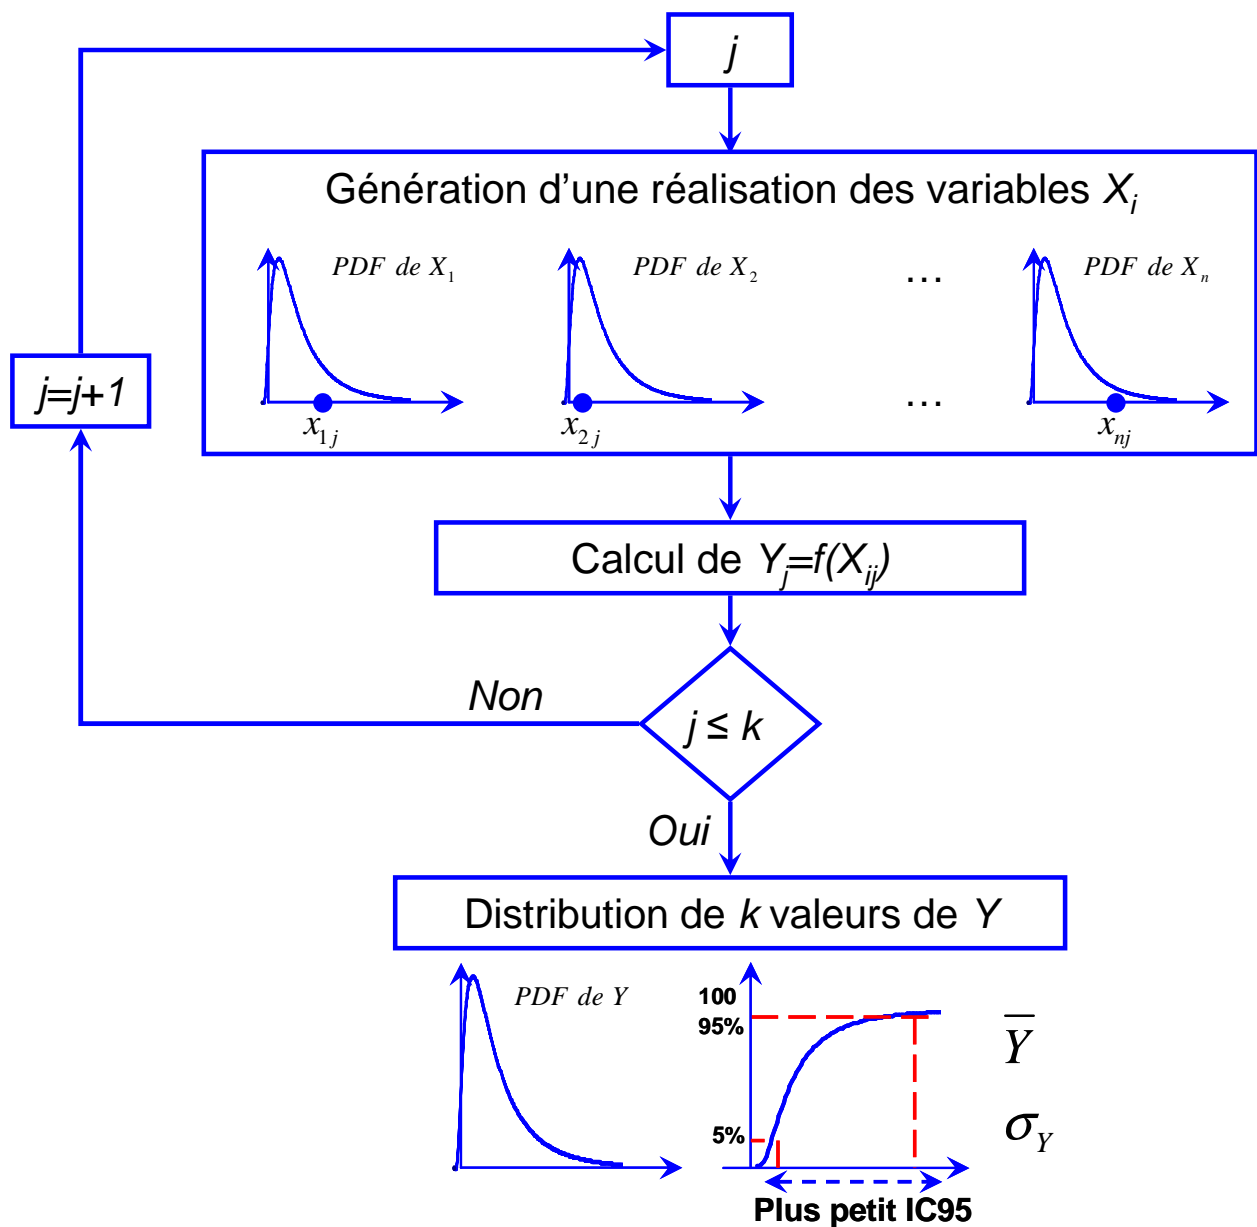 j
Génération d’une réalisation des variables Xi
PDF de X1
PDF de X2
…
PDF de Xn
j=j+1
x1j
x2j
…
xnj
Calcul de Yj=f(Xij)
Non
j ≤ k
Oui
Distribution de k valeurs de Y
PDF de Y
100
95%
Y̅
5%
σY
Plus petit IC95